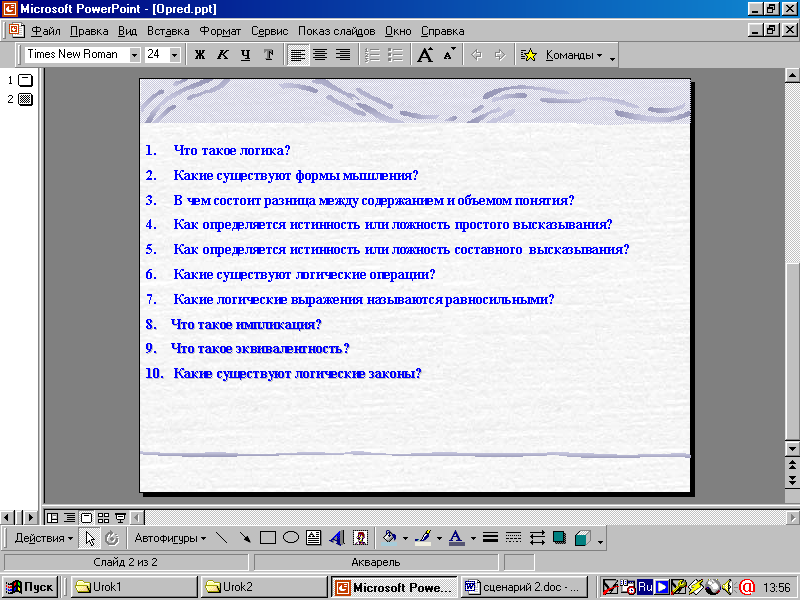 Microsoft PowerPoint - [Opred.ppt]
Файл Правка Вид Вставка Формат Сервис Показ слайдов Окно Справка
Times New Roman 24 Ж К Ч Т А А Команды
1
2
1. Что такое логика?
2. Какие существуют формы мышления?
3. В чем состоит разница между содержанием и объемом понятия?
4. Как определяется истинность или ложность простого высказывания?
5. Как определяется истинность или ложность составного высказывания?
6. Какие существуют логические операции?
7. Какие логические выражения называются равносильными?
8. Что такое импликация?
9. Что такое эквивалентность?
10. Какие существуют логические законы?
Действия Автофигуры
Слайд 2 из 2 Акварель
Пуск Urok1 Urok2 Microsoft Powe... сценарий 2.doc - ... Ru 13:56